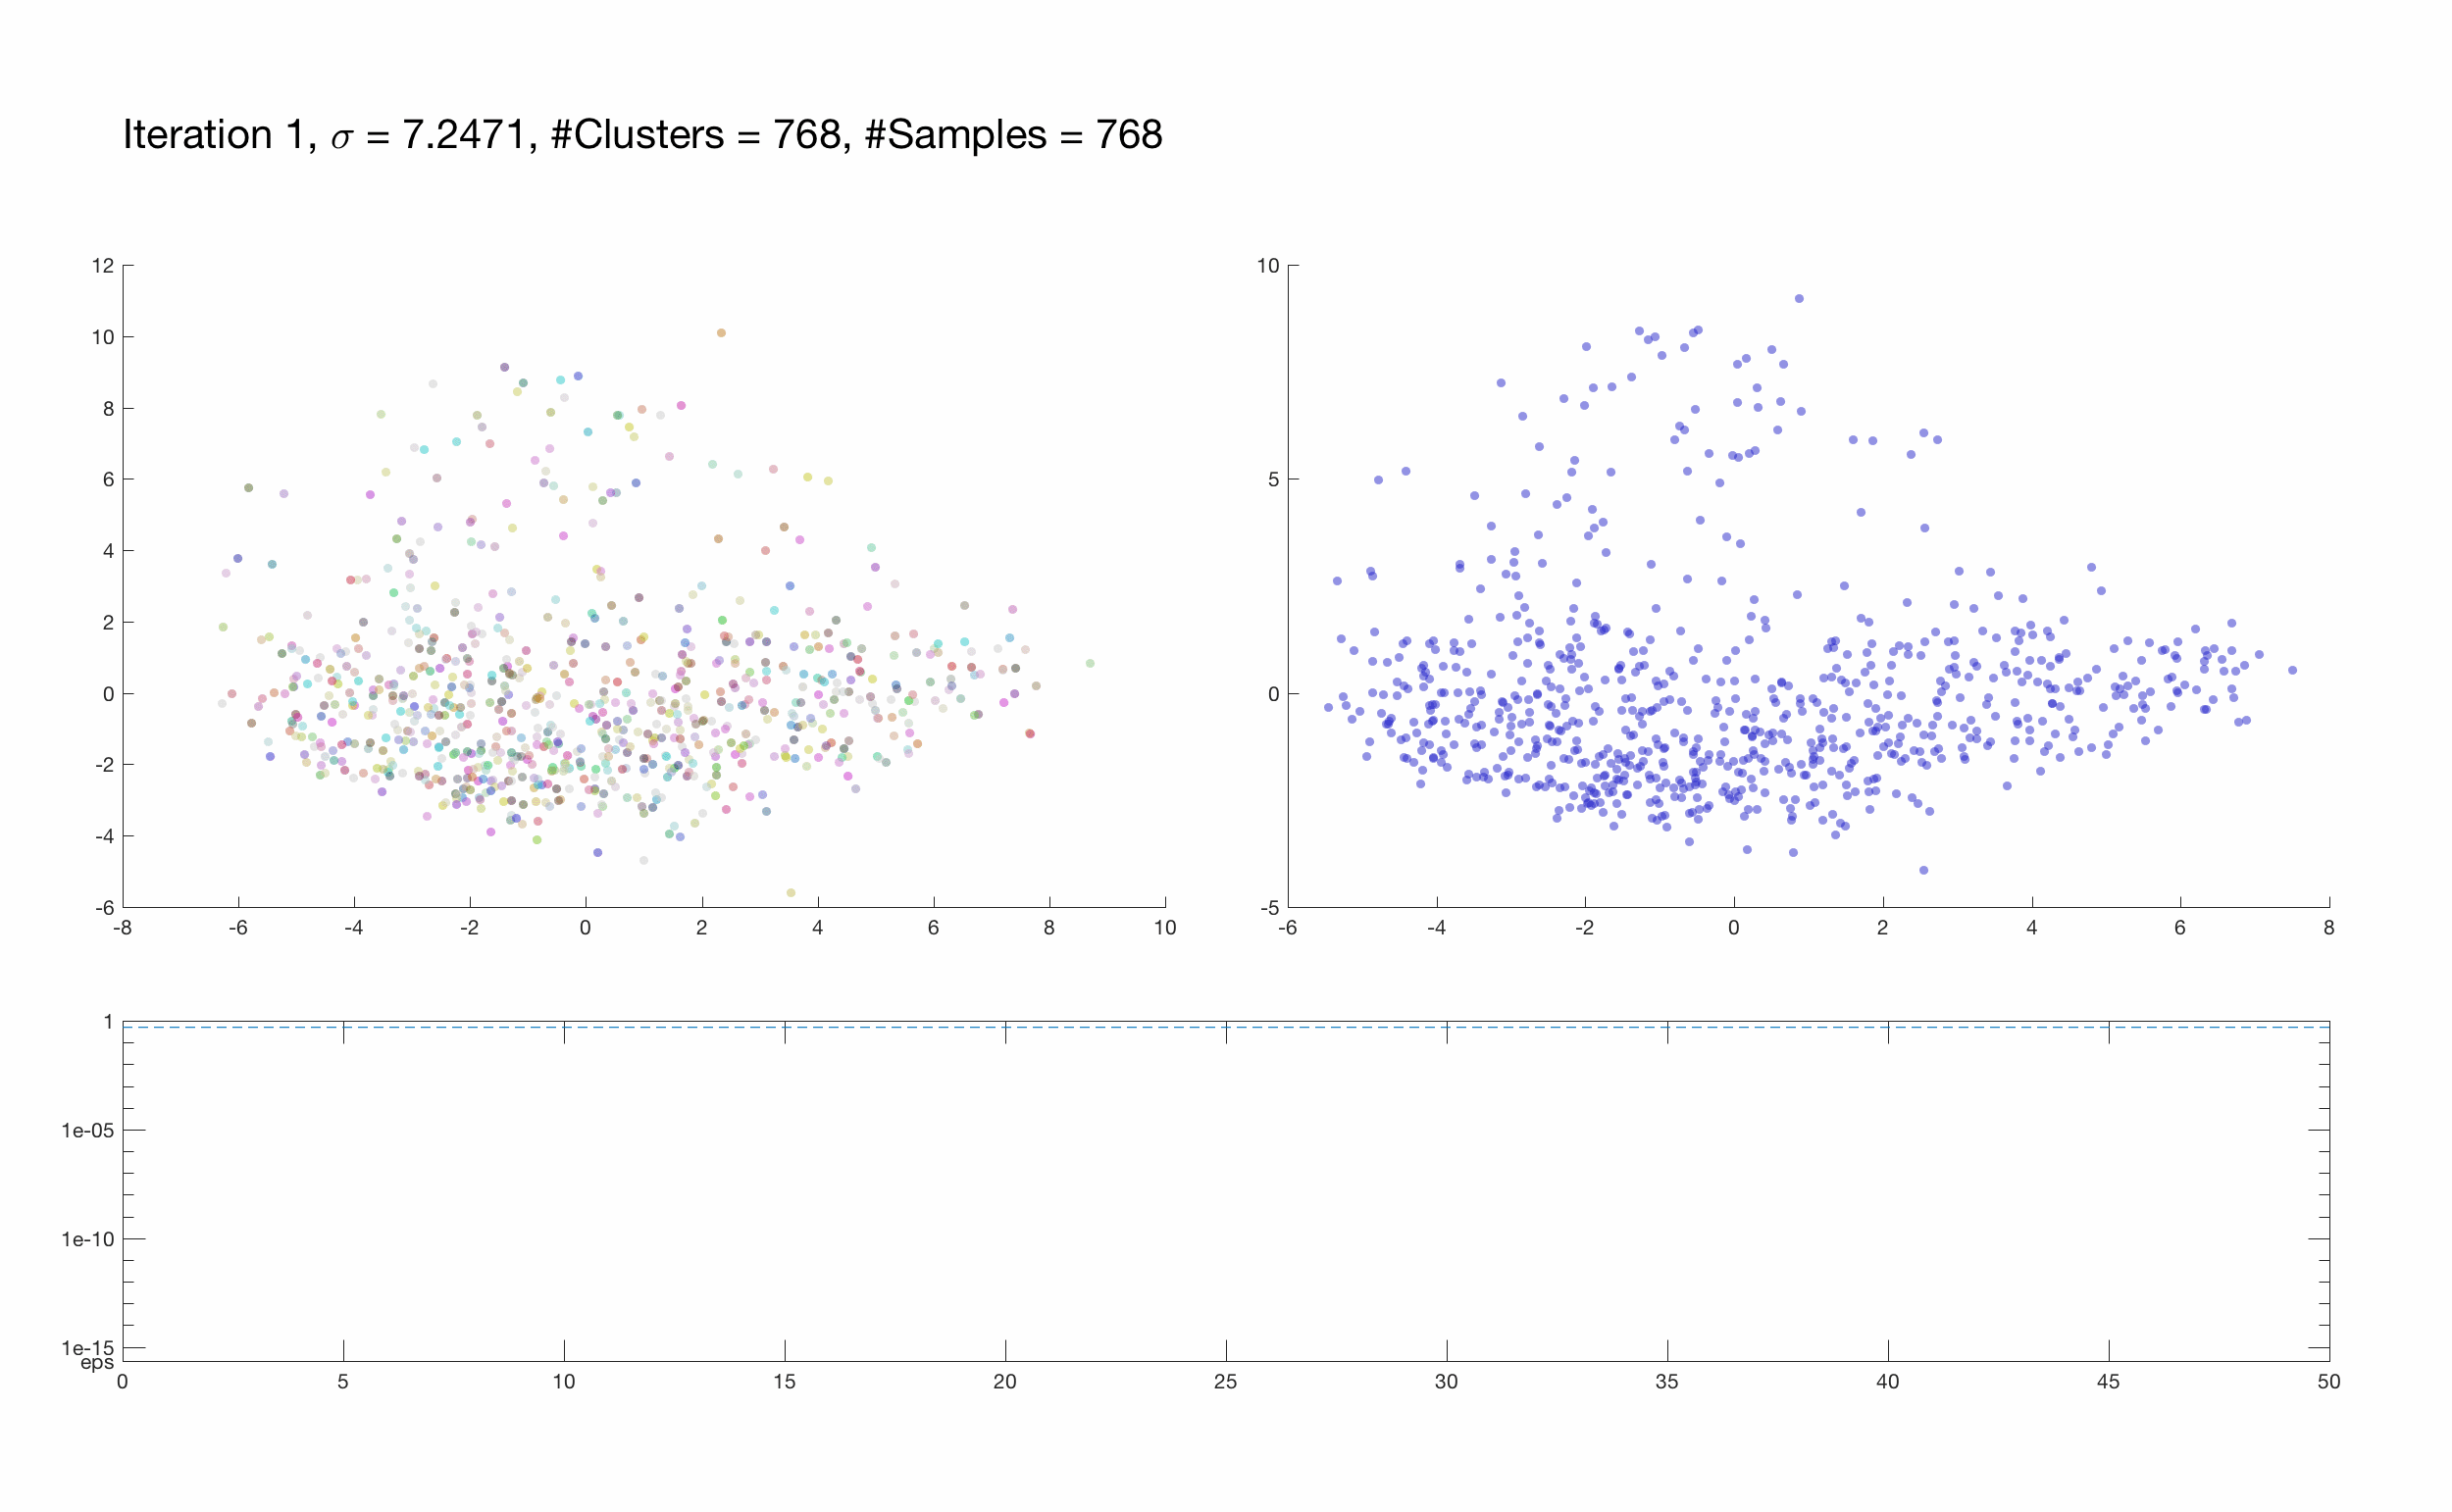 Iteration 1, σ = 7.2471, #Clusters = 768, #Samples = 768
12
10
8
6
4
2
0
-2
-4
-6
-8 -6 -4 -2 0 2 4 6 8 10
10
5
0
-5
-6 -4 -2 0 2 4 6 8
1
1e-05
1e-10
1e-15
eps
0 5 10 15 20 25 30 35 40 45 50